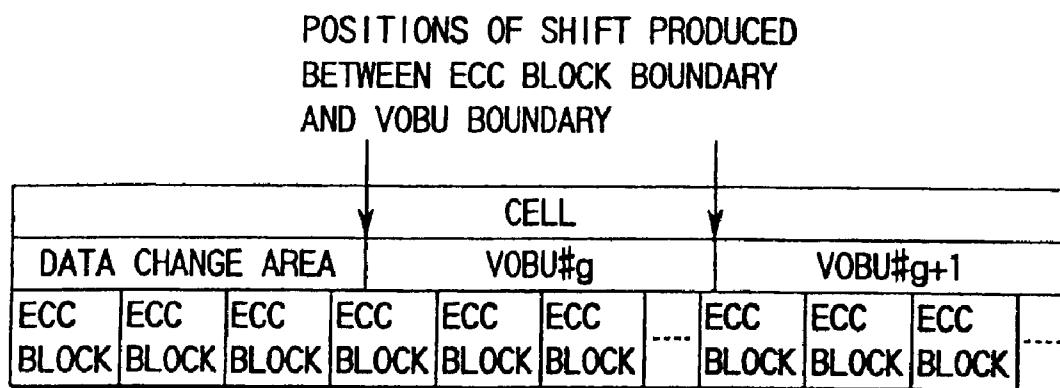 POSITIONS OF SHIFT PRODUCED
BETWEEN ECC BLOCK BOUNDARY
AND VOBU BOUNDARY
CELL
DATA CHANGE AREA VOBU#g VOBU#g+1
ECC ECC ECC ECC ECC ECC ECC ECC ECC
BLOCK BLOCK BLOCK BLOCK BLOCK BLOCK ---- BLOCK BLOCK BLOCK ----